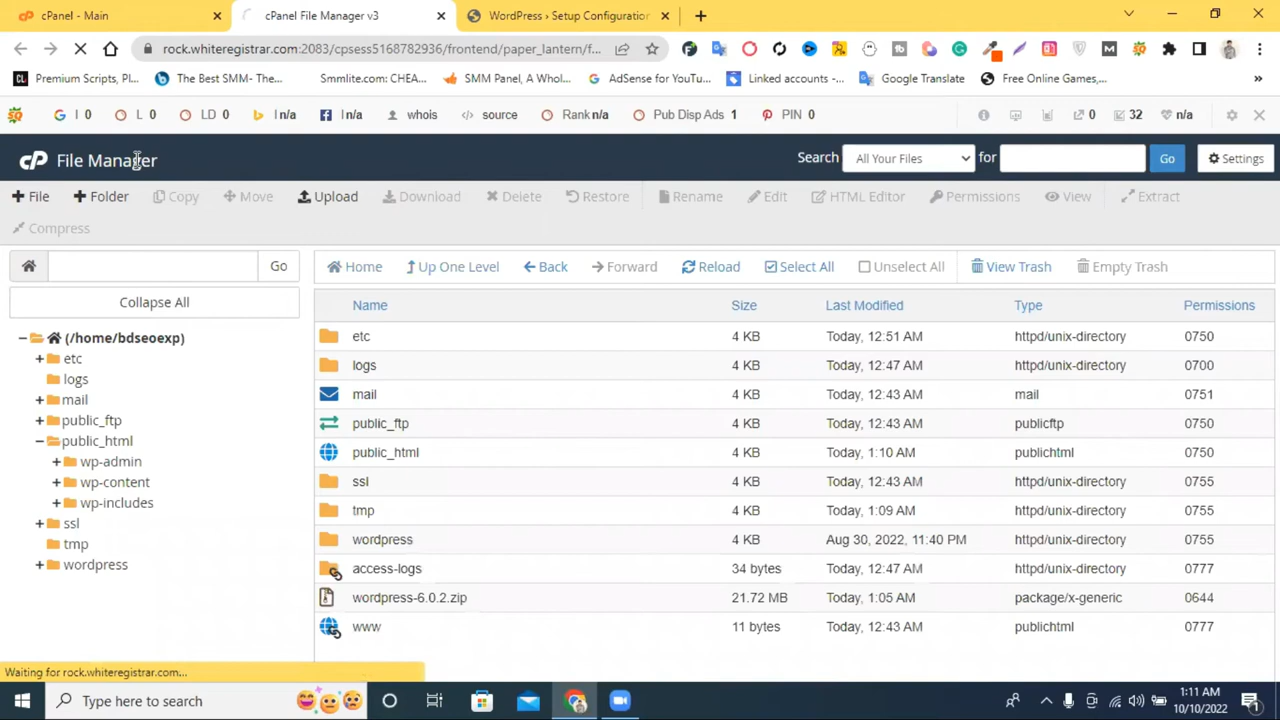 cPanel - Main
cPanel File Manager v3
WordPress › Setup Configuration
rock.whiteregistrar.com:2083/cpsess5168782936/frontend/paper_lantern/f...
Premium Scripts, Pl...
The Best SMM- The...
Smmlite.com: CHEA...
SMM Panel, A Whol...
AdSense for YouTu...
Linked accounts -...
Google Translate
Free Online Games,...
I 0
L 0
LD 0
I n/a
I n/a
whois
source
Rank n/a
Pub Disp Ads 1
PIN 0
0
32
n/a
cP File Manager
Search All Your Files for Go Settings
File Folder Copy Move Upload Download Delete Restore Rename Edit HTML Editor Permissions View Extract
Compress
Go Home Up One Level Back Forward Reload Select All Unselect All View Trash Empty Trash
Collapse All
Name Size Last Modified Type Permissions
(/home/bdseoexp)
etc
logs
mail
public_ftp
public_html
wp-admin
wp-content
wp-includes
ssl
tmp
wordpress
etc 4 KB Today, 12:51 AM httpd/unix-directory 0750
logs 4 KB Today, 12:47 AM httpd/unix-directory 0700
mail 4 KB Today, 12:43 AM mail 0751
public_ftp 4 KB Today, 12:43 AM publicftp 0750
public_html 4 KB Today, 1:10 AM publichtml 0750
ssl 4 KB Today, 12:43 AM httpd/unix-directory 0755
tmp 4 KB Today, 1:09 AM httpd/unix-directory 0755
wordpress 4 KB Aug 30, 2022, 11:40 PM httpd/unix-directory 0755
access-logs 34 bytes Today, 12:47 AM httpd/unix-directory 0777
wordpress-6.0.2.zip 21.72 MB Today, 1:05 AM package/x-generic 0644
www 11 bytes Today, 12:43 AM publichtml 0777
Waiting for rock.whiteregistrar.com...
Type here to search
1:11 AM
10/10/2022
1